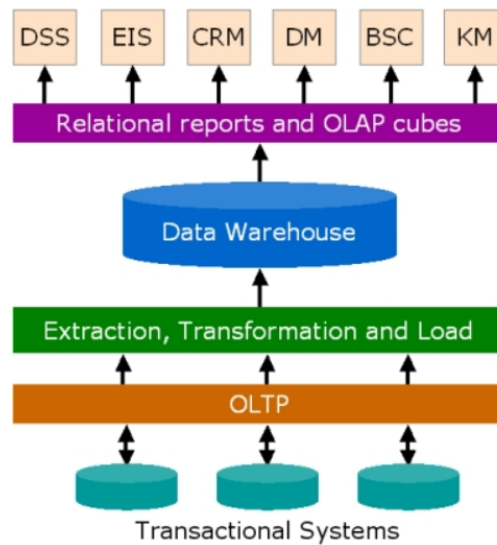 DSS EIS CRM DM BSC KM
Relational reports and OLAP cubes
Data Warehouse
Extraction, Transformation and Load
OLTP
Transactional Systems